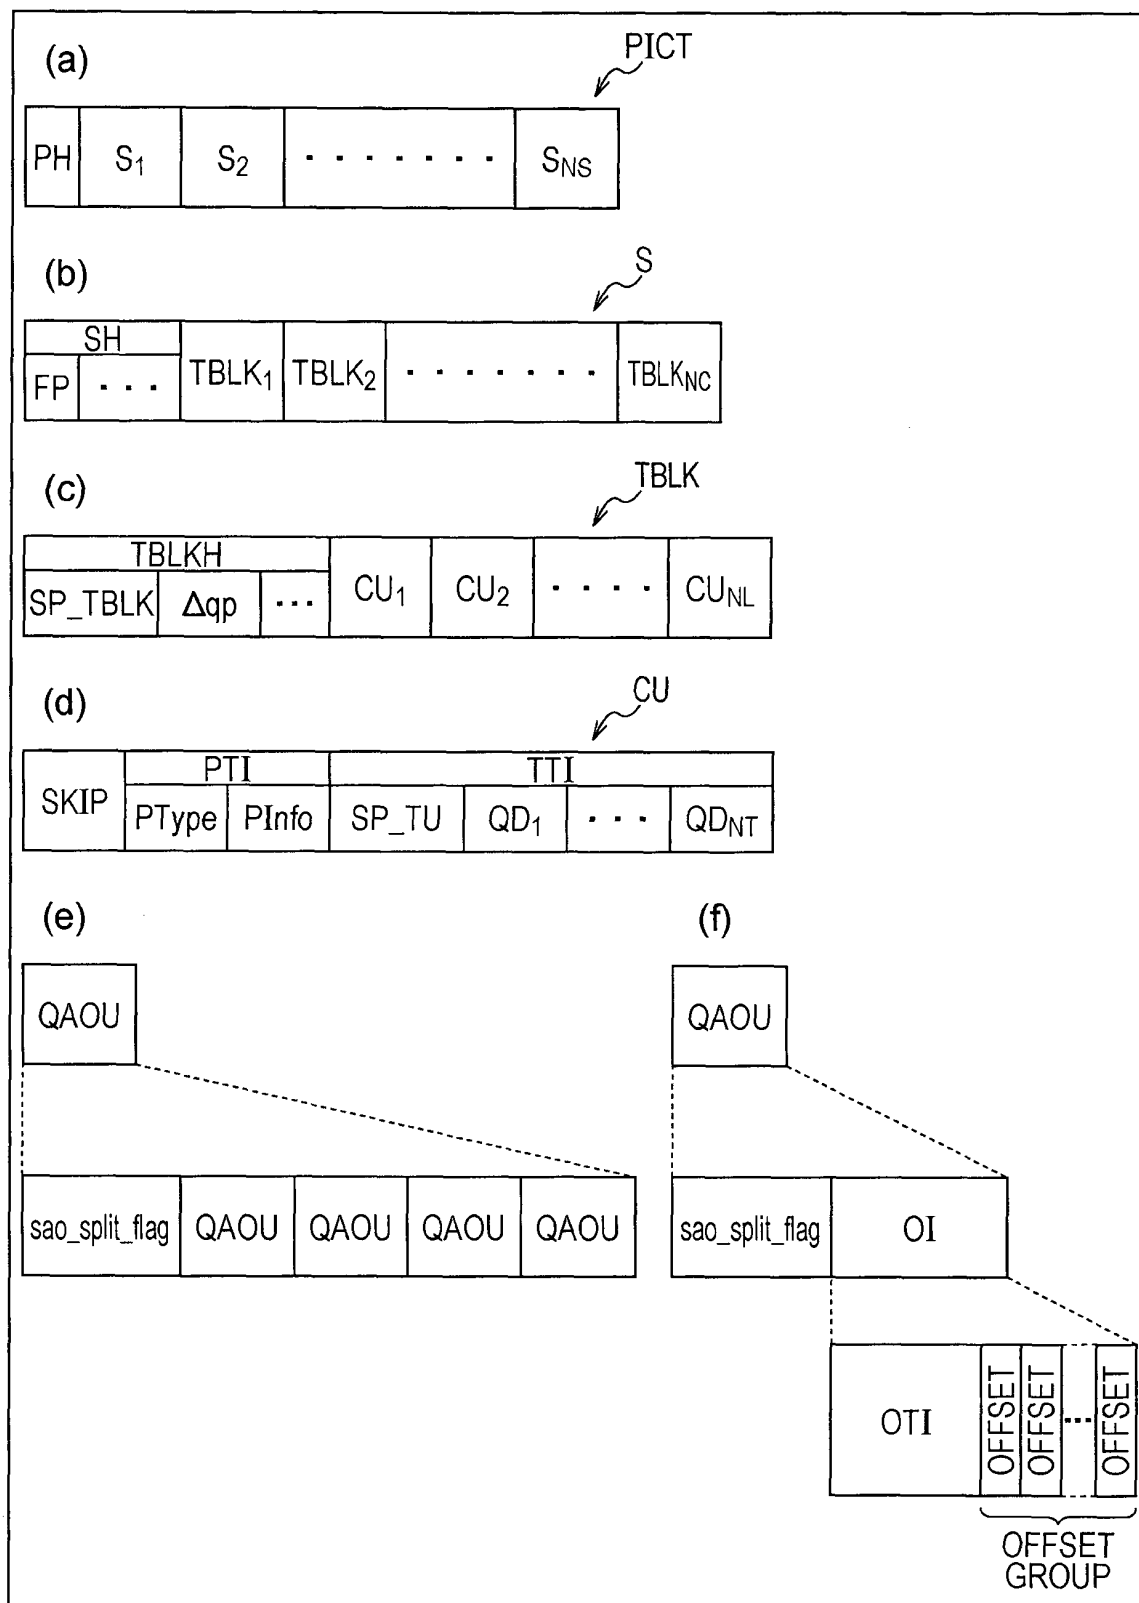 (a)
PICT
PH S1 S2 ······· SNS
(b)
S
SH
FP ··· TBLK1 TBLK2 ······· TBLKNC
(c)
TBLK
TBLKH
SP_TBLK Δqp ··· CU1 CU2 ···· CUNL
(d)
CU
SKIP PTI TTI
PType PInfo SP_TU QD1 ··· QDNT
(e)
(f)
QAOU
QAOU
sao_split_flag QAOU QAOU QAOU QAOU
sao_split_flag OI
OTI OFFSET OFFSET ··· OFFSET
OFFSET
GROUP